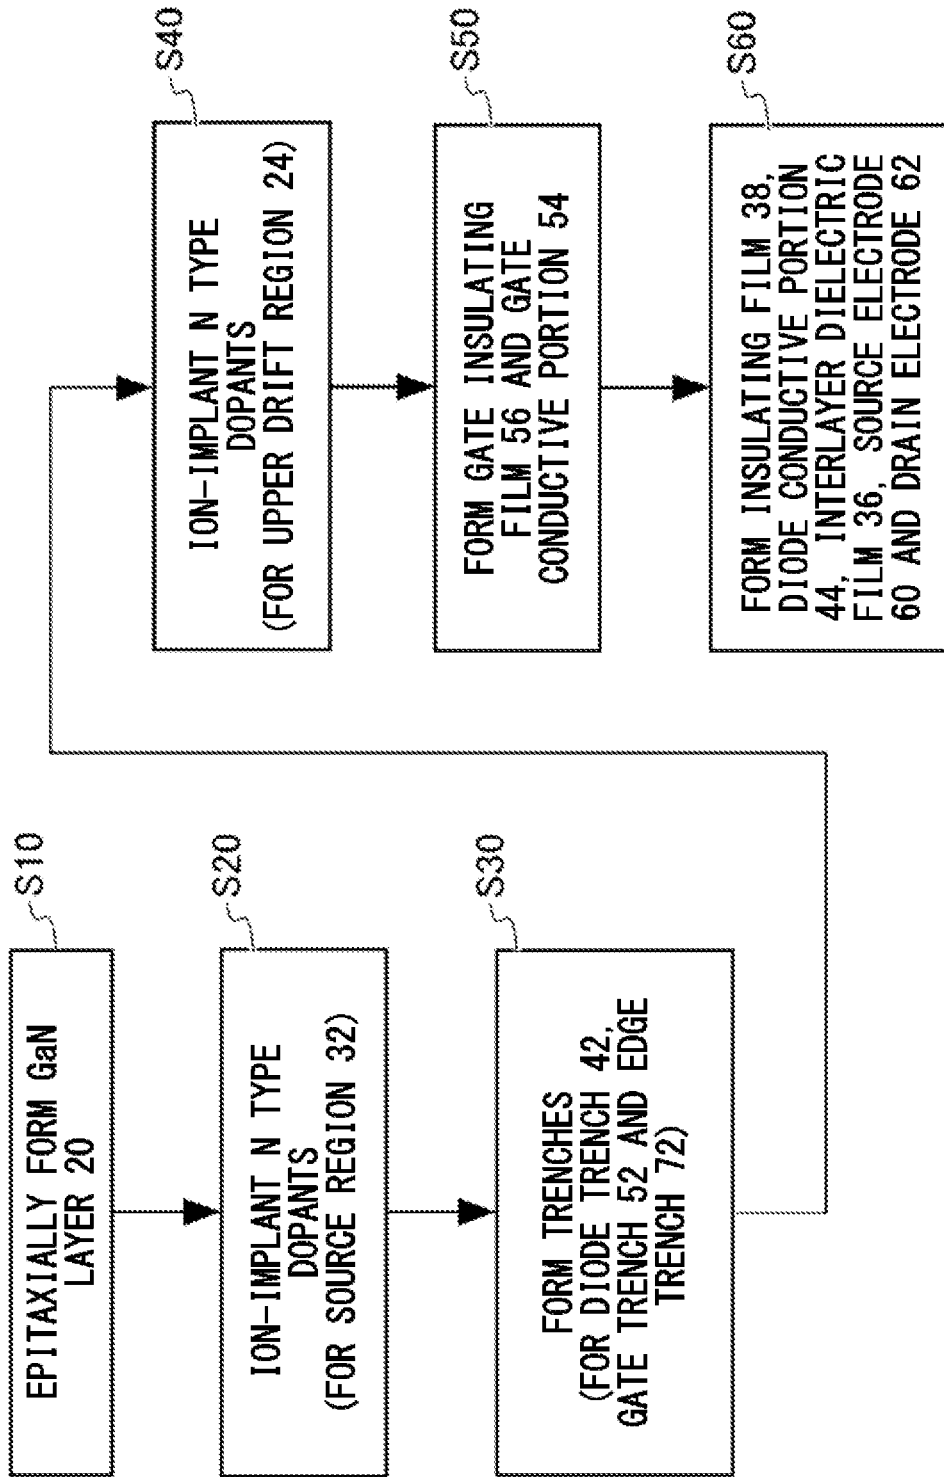 S10
EPITAXIALLY FORM GaN
LAYER 20
S20
ION-IMPLANT N TYPE
DOPANTS
(FOR SOURCE REGION 32)
S30
FORM TRENCHES
(FOR DIODE TRENCH 42,
GATE TRENCH 52 AND EDGE
TRENCH 72)
S40
ION-IMPLANT N TYPE
DOPANTS
(FOR UPPER DRIFT REGION 24)
S50
FORM GATE INSULATING
FILM 56 AND GATE
CONDUCTIVE PORTION 54
S60
FORM INSULATING FILM 38,
DIODE CONDUCTIVE PORTION
44, INTERLAYER DIELECTRIC
FILM 36, SOURCE ELECTRODE
60 AND DRAIN ELECTRODE 62